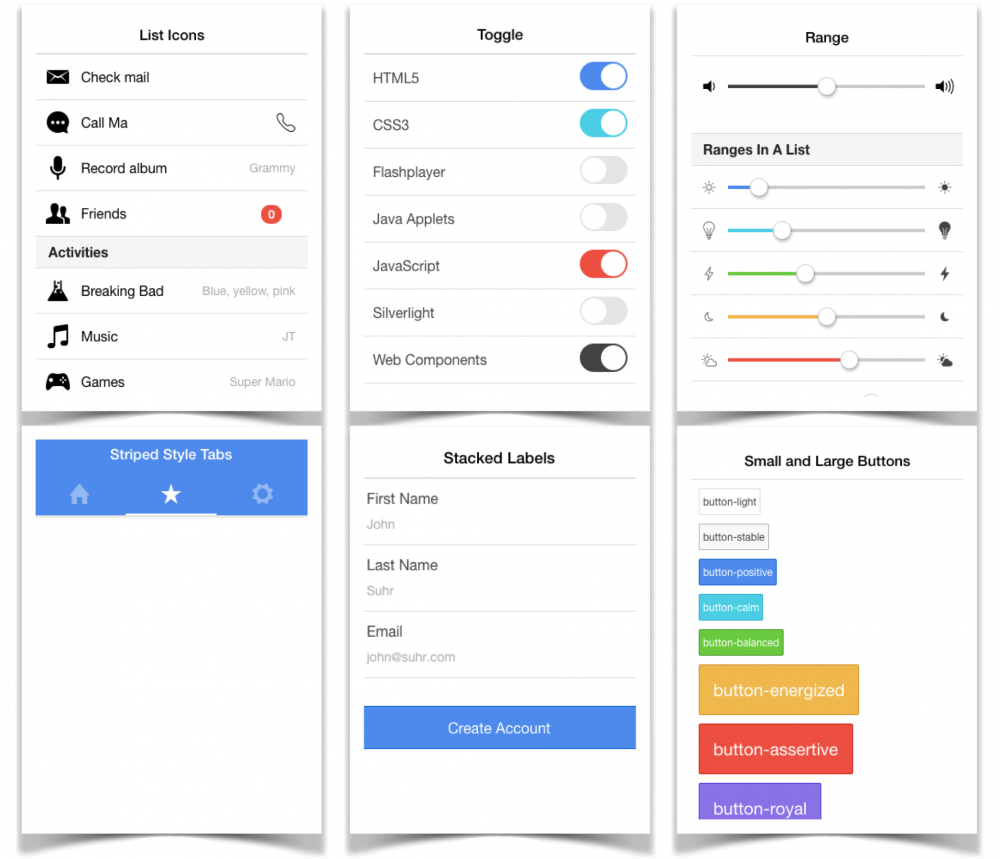 List Icons
Check mail
Call Ma
Record album Grammy
Friends 0
Activities
Breaking Bad Blue, yellow, pink
Music JT
Games Super Mario
Toggle
HTML5
CSS3
Flashplayer
Java Applets
JavaScript
Silverlight
Web Components
Range
Ranges In A List
Striped Style Tabs
Stacked Labels
First Name
John
Last Name
Suhr
Email
john@suhr.com
Create Account
Small and Large Buttons
button-light
button-stable
button-positive
button-calm
button-balanced
button-energized
button-assertive
button-royal